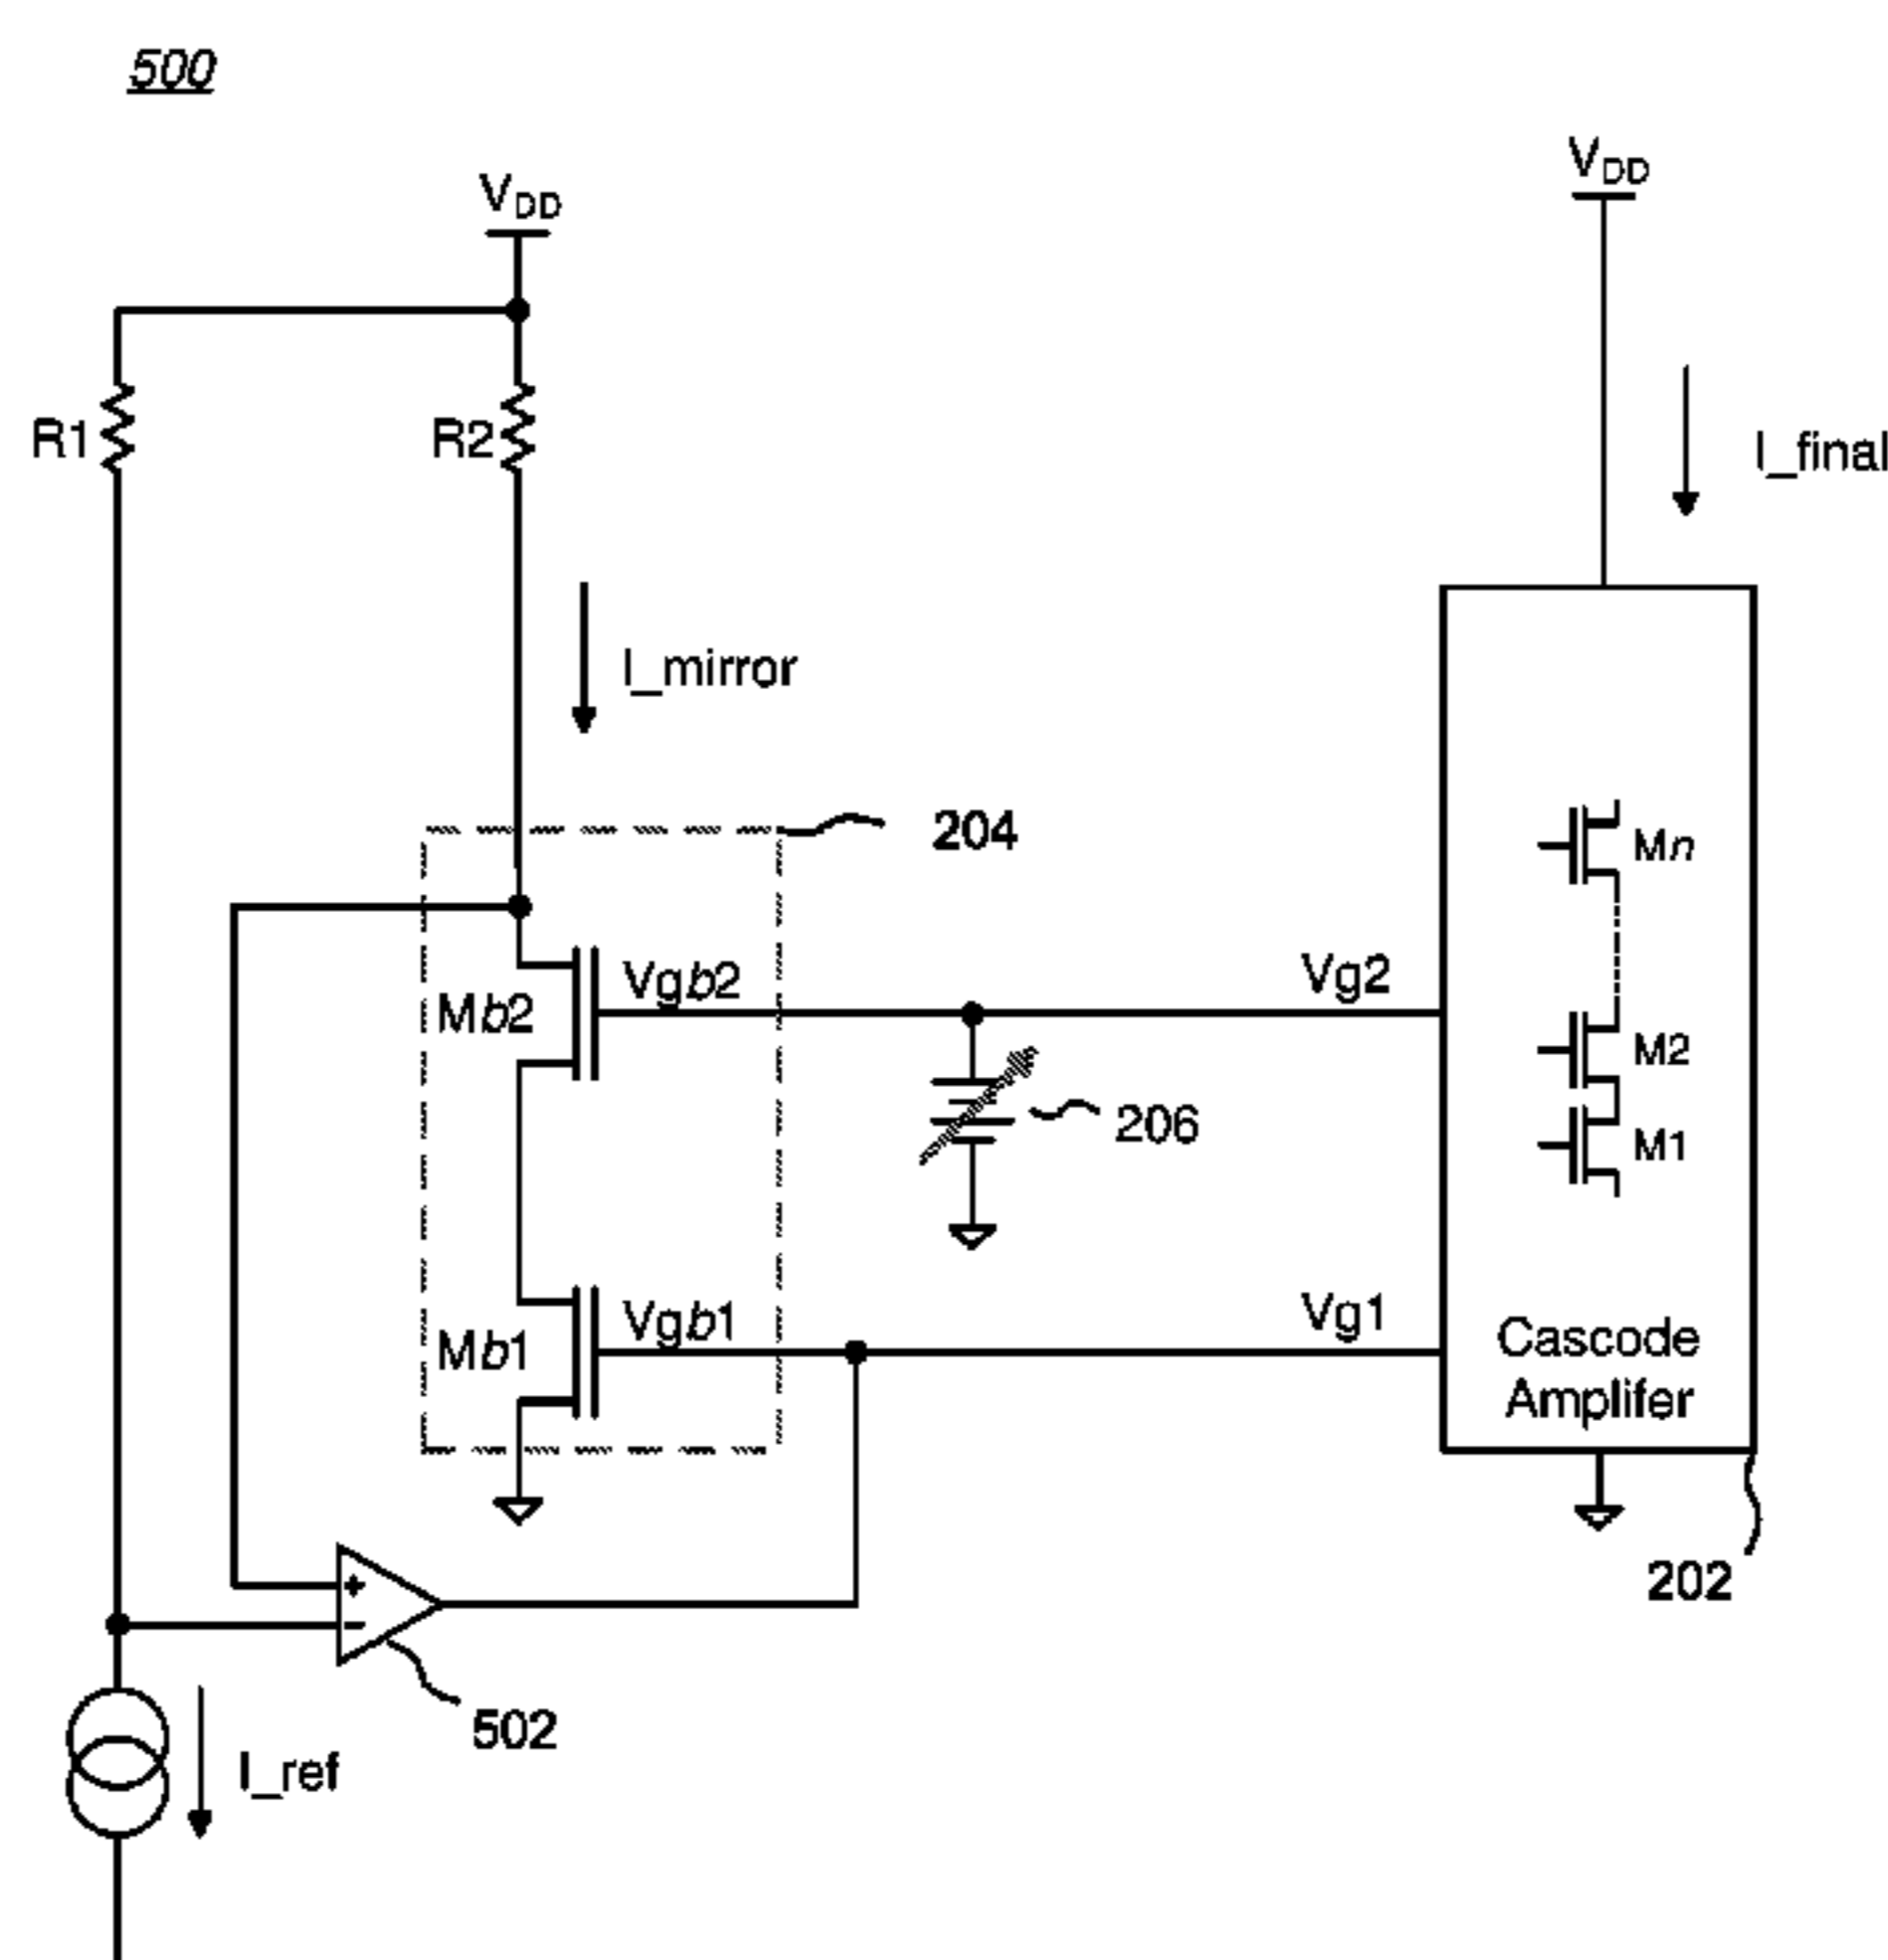 500
VDD
VDD
R1
R2
I_final
I_mirror
204
Mn
Vgb2
Vg2
Mb2
M2
206
M1
Vgb1
Vg1
Mb1
Cascode
Amplifer
+
−
202
502
I_ref